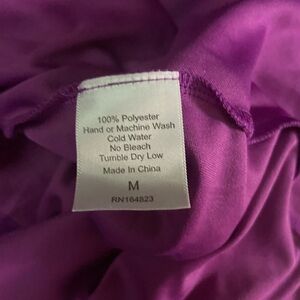 100% Polyester
Hand or Machine Wash
Cold Water
No Bleach
Tumble Dry Low
Made In China
M
RN164823